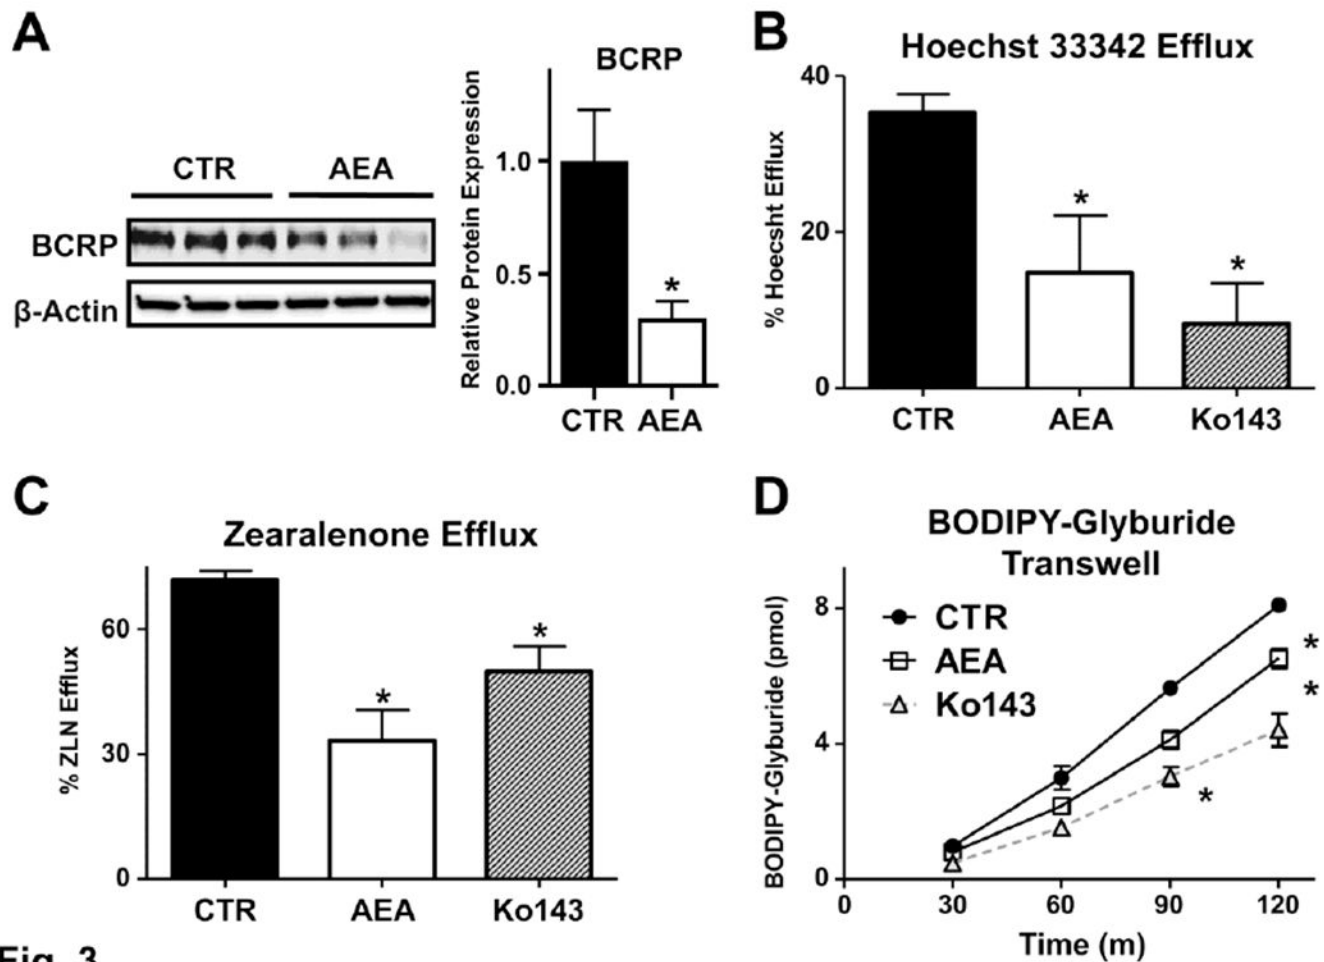 A
BCRP
Relative Protein Expression
1.0
0.5
0.0
CTR AEA
CTR
AEA
BCRP
β-Actin
*
B
Hoechst 33342 Efflux
% Hoecsht Efflux
40
20
0
*
*
CTR
AEA
Ko143
C
Zearalenone Efflux
% ZLN Efflux
60
30
0
*
*
CTR
AEA
Ko143
D
BODIPY-Glyburide
Transwell
BODIPY-Glyburide (pmol)
8
4
0
CTR
AEA
Ko143
*
*
*
0
30
60
90
120
Time (m)
Fig. 3